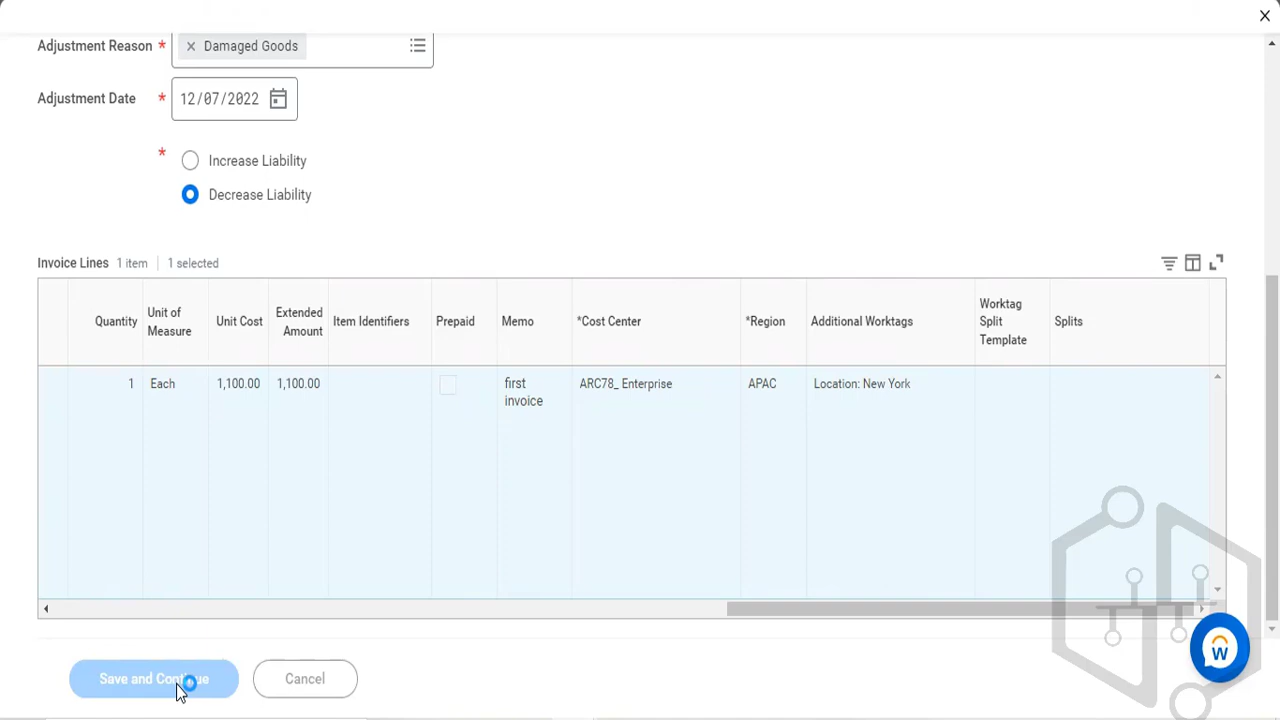 Adjustment Reason * × Damaged Goods
Adjustment Date * 12/07/2022
* Increase Liability
Decrease Liability
Invoice Lines 1 item 1 selected
Quantity Unit of Measure Unit Cost Extended Amount Item Identifiers Prepaid Memo *Cost Center *Region Additional Worktags Worktag Split Template Splits
1 Each 1,100.00 1,100.00 first invoice ARC78_ Enterprise APAC Location: New York
Save and Continue Cancel
W